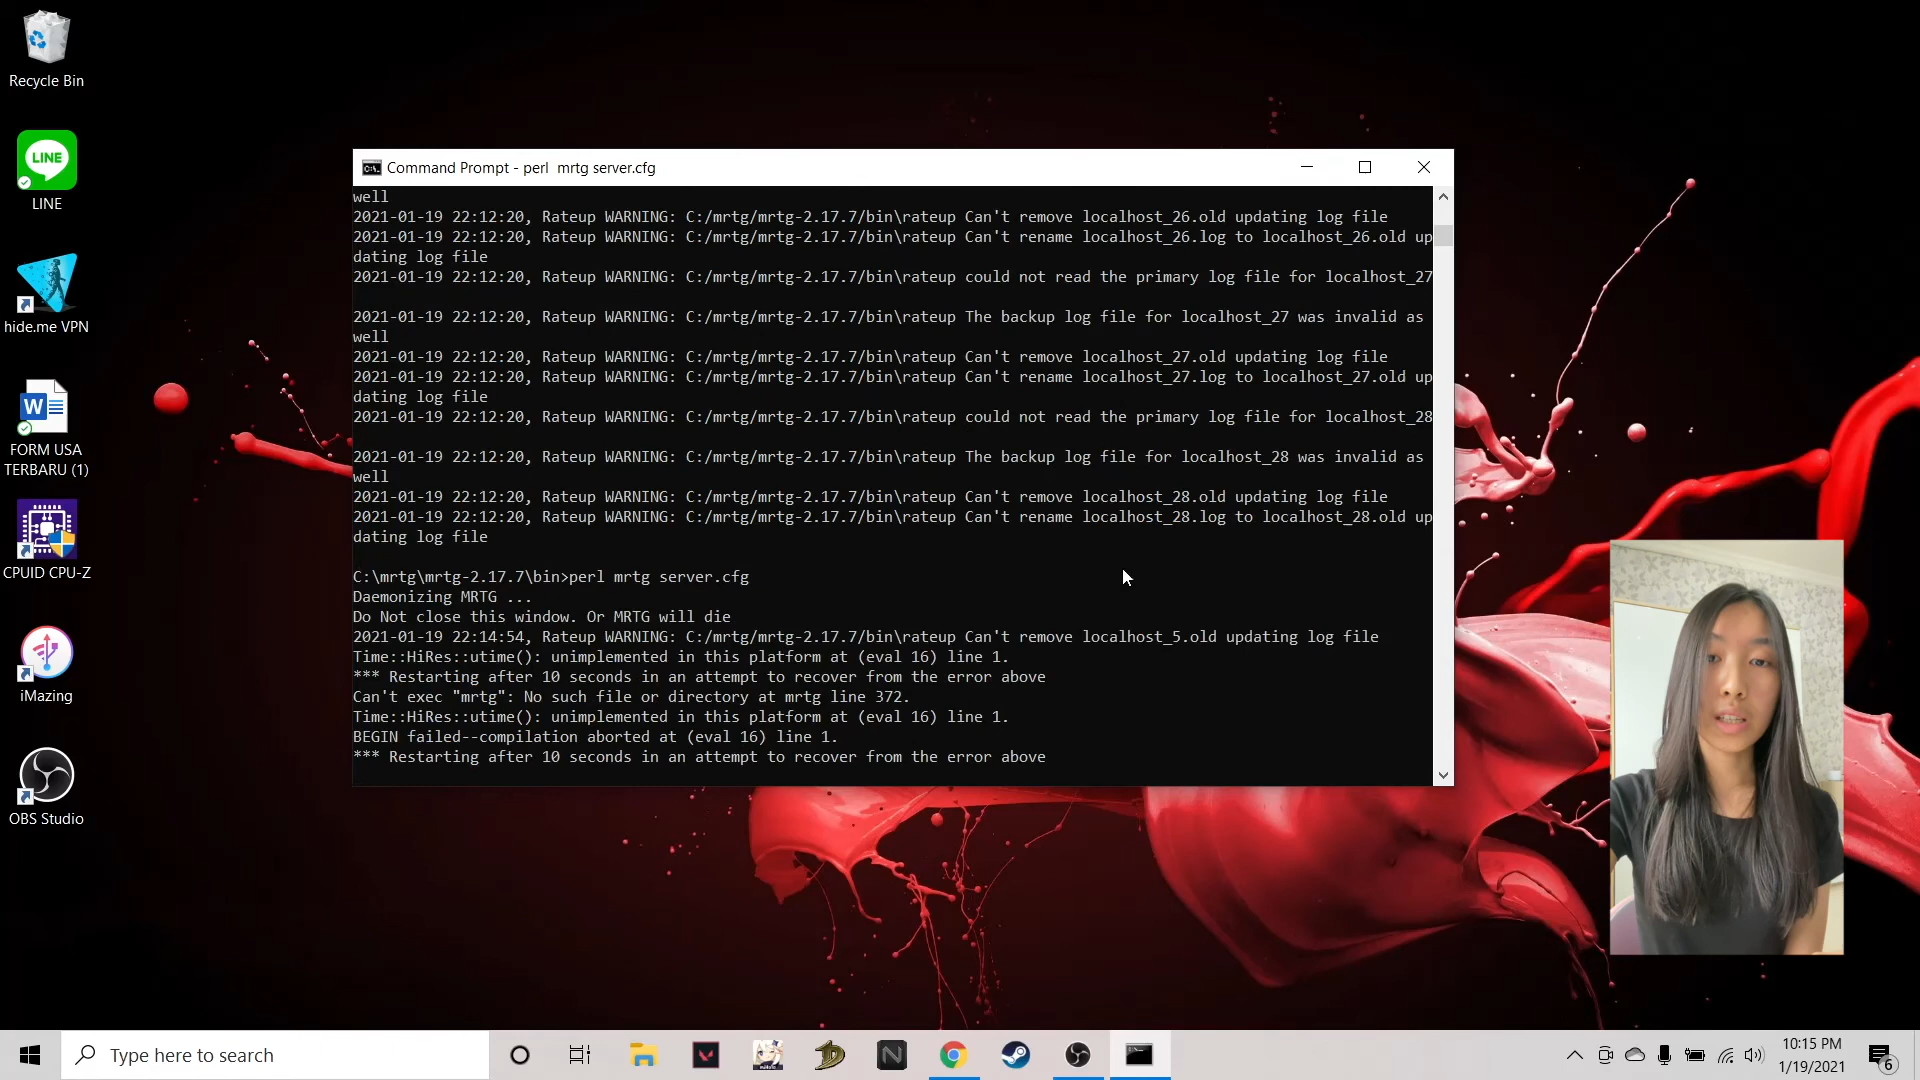 Recycle Bin
LINE
LINE
hide.me VPN
W
FORM USA
TERBARU (1)
CPUID CPU-Z
iMazing
OBS Studio
Command Prompt - perl  mrtg server.cfg
well
2021-01-19 22:12:20, Rateup WARNING: C:/mrtg/mrtg-2.17.7/bin\rateup Can't remove localhost_26.old updating log file
2021-01-19 22:12:20, Rateup WARNING: C:/mrtg/mrtg-2.17.7/bin\rateup Can't rename localhost_26.log to localhost_26.old up
dating log file
2021-01-19 22:12:20, Rateup WARNING: C:/mrtg/mrtg-2.17.7/bin\rateup could not read the primary log file for localhost_27
2021-01-19 22:12:20, Rateup WARNING: C:/mrtg/mrtg-2.17.7/bin\rateup The backup log file for localhost_27 was invalid as
well
2021-01-19 22:12:20, Rateup WARNING: C:/mrtg/mrtg-2.17.7/bin\rateup Can't remove localhost_27.old updating log file
2021-01-19 22:12:20, Rateup WARNING: C:/mrtg/mrtg-2.17.7/bin\rateup Can't rename localhost_27.log to localhost_27.old up
dating log file
2021-01-19 22:12:20, Rateup WARNING: C:/mrtg/mrtg-2.17.7/bin\rateup could not read the primary log file for localhost_28
2021-01-19 22:12:20, Rateup WARNING: C:/mrtg/mrtg-2.17.7/bin\rateup The backup log file for localhost_28 was invalid as
well
2021-01-19 22:12:20, Rateup WARNING: C:/mrtg/mrtg-2.17.7/bin\rateup Can't remove localhost_28.old updating log file
2021-01-19 22:12:20, Rateup WARNING: C:/mrtg/mrtg-2.17.7/bin\rateup Can't rename localhost_28.log to localhost_28.old up
dating log file
C:\mrtg\mrtg-2.17.7\bin>perl mrtg server.cfg
Daemonizing MRTG ...
Do Not close this window. Or MRTG will die
2021-01-19 22:14:54, Rateup WARNING: C:/mrtg/mrtg-2.17.7/bin\rateup Can't remove localhost_5.old updating log file
Time::HiRes::utime(): unimplemented in this platform at (eval 16) line 1.
*** Restarting after 10 seconds in an attempt to recover from the error above
Can't exec "mrtg": No such file or directory at mrtg line 372.
Time::HiRes::utime(): unimplemented in this platform at (eval 16) line 1.
BEGIN failed--compilation aborted at (eval 16) line 1.
*** Restarting after 10 seconds in an attempt to recover from the error above
Type here to search
N
10:15 PM
1/19/2021
6